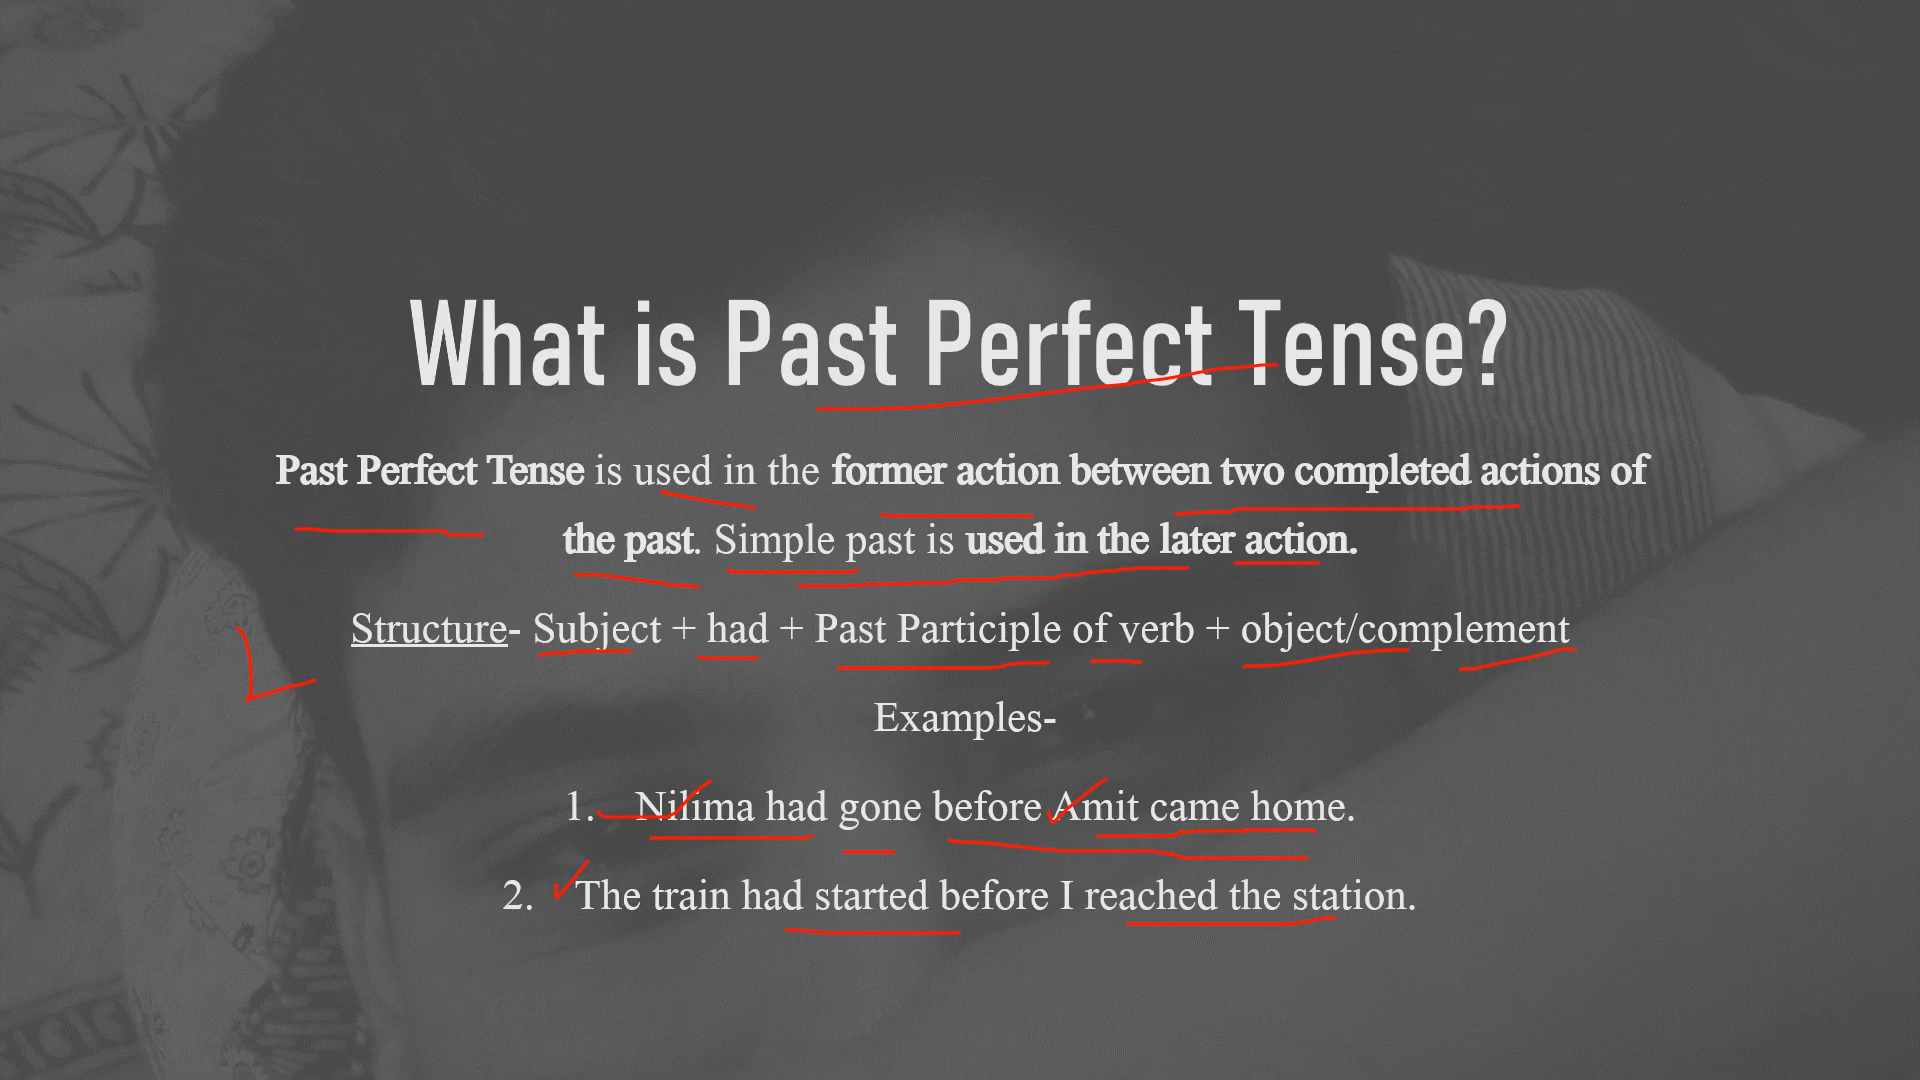 What is Past Perfect Tense?
Past Perfect Tense is used in the former action between two completed actions of
the past. Simple past is used in the later action.
Structure- Subject + had + Past Participle of verb + object/complement
Examples-
1. Nilima had gone before Amit came home.
2. The train had started before I reached the station.